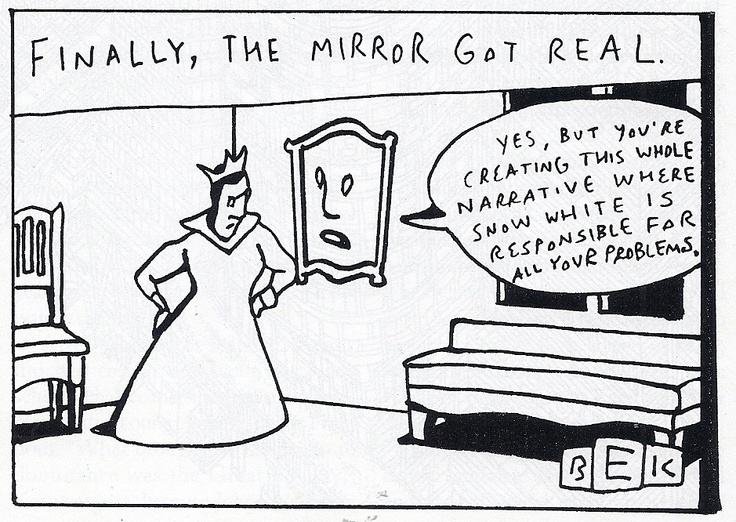 FINALLY, THE MIRROR GOT REAL.
YES, BUT YOU'RE
CREATING THIS WHOLE
NARRATIVE WHERE
SNOW WHITE IS
RESPONSIBLE FOR
ALL YOUR PROBLEMS.
BEK